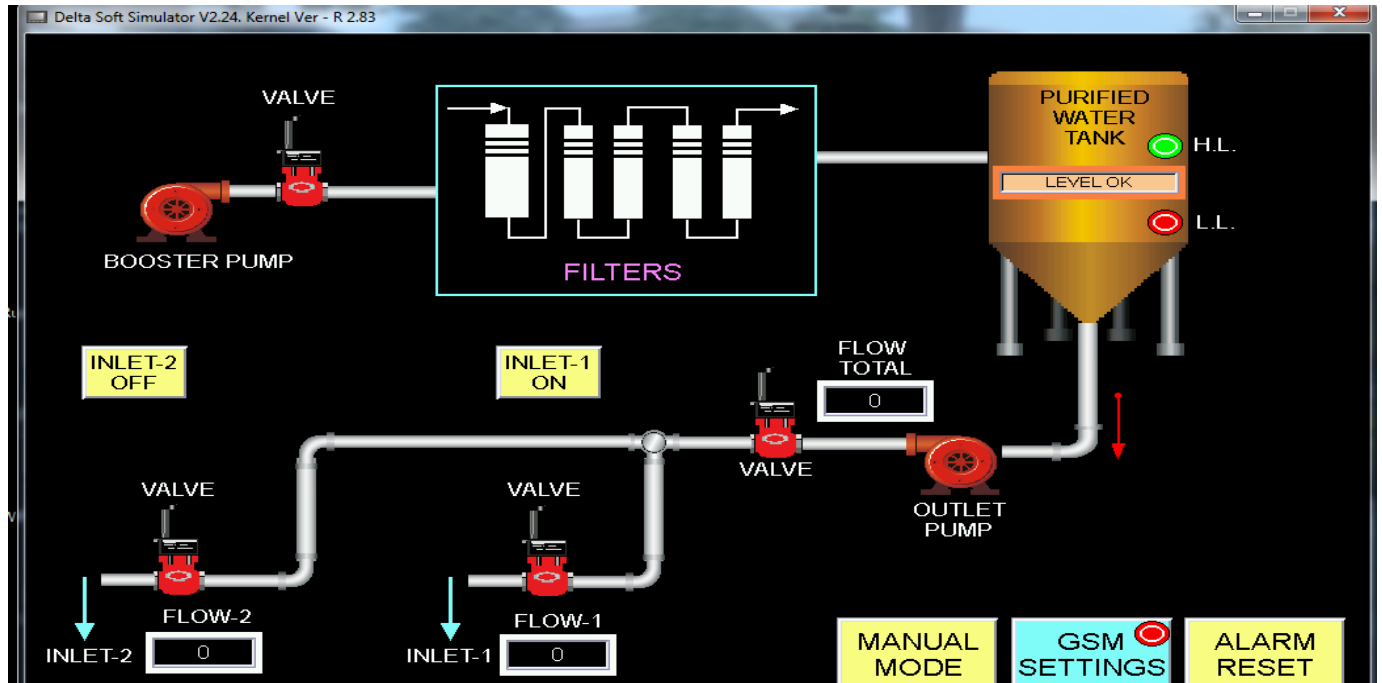 Delta Soft Simulator V2.24. Kernel Ver - R 2.83
VALVE
BOOSTER PUMP
FILTERS
PURIFIED
WATER
TANK
H.L.
LEVEL OK
L.L.
INLET-2
OFF
INLET-1
ON
FLOW
TOTAL
0
VALVE
OUTLET
PUMP
VALVE
FLOW-2
INLET-2
0
VALVE
FLOW-1
INLET-1
0
MANUAL
MODE
GSM
SETTINGS
ALARM
RESET